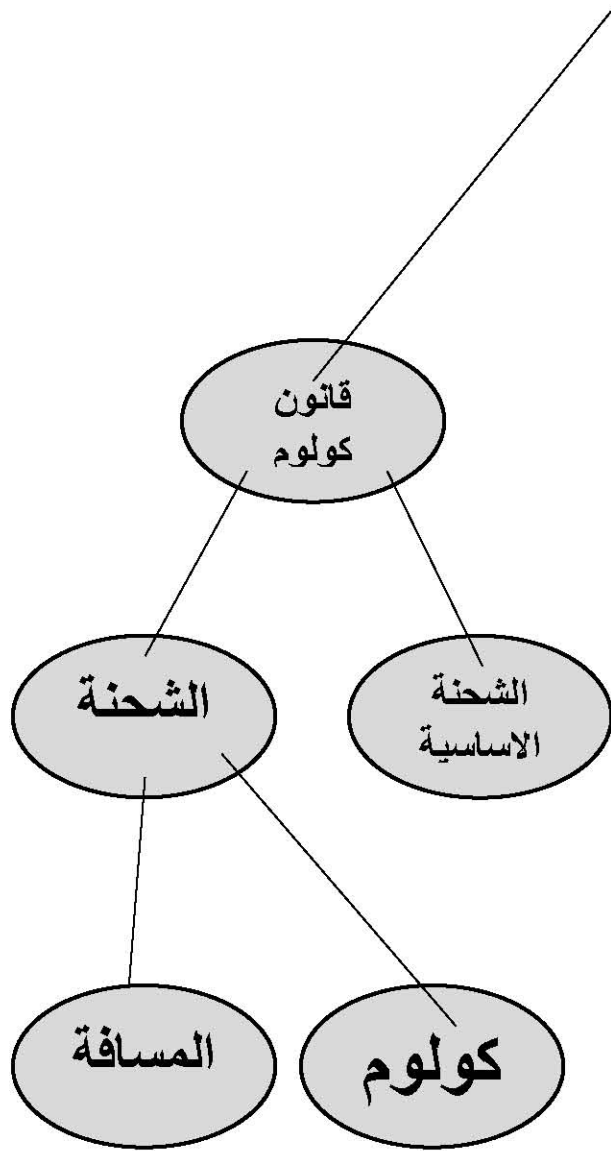 قانون
كولوم
الشحنة
الاساسية
الشحنة
كولوم
المسافة